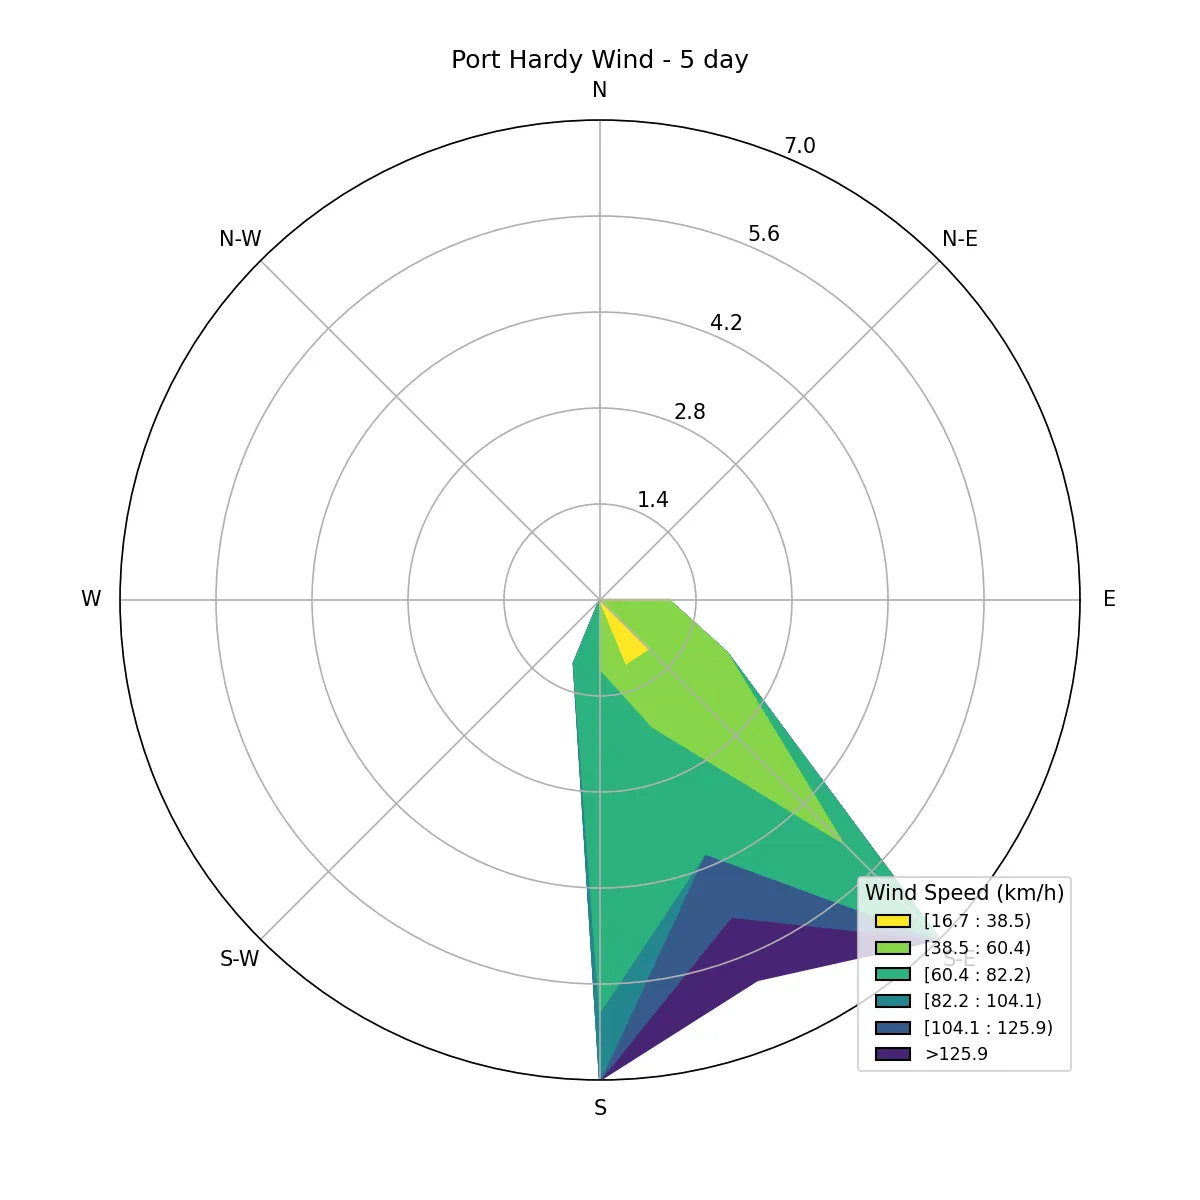 Port Hardy Wind - 5 day
N
7.0
5.6
N-W
N-E
4.2
2.8
1.4
W
E
Wind Speed (km/h)
[16.7 : 38.5)
[38.5 : 60.4)
S-W
S-E
[60.4 : 82.2)
[82.2 : 104.1)
[104.1 : 125.9)
>125.9
S